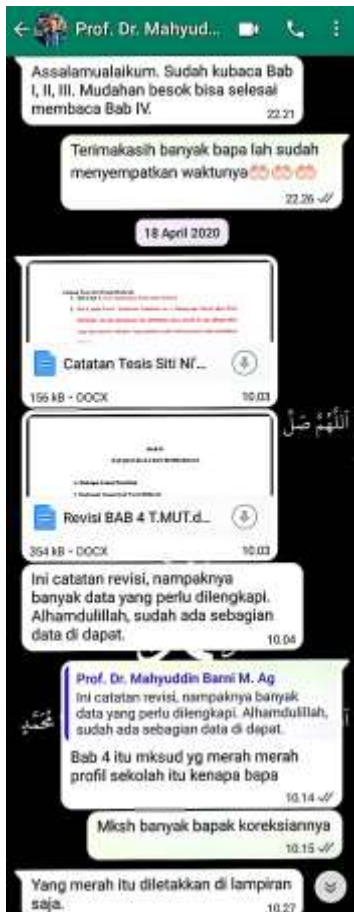 Prof. Dr. Mahyud...
Assalamualaikum. Sudah kubaca Bab
I, II, III. Mudahan besok bisa selesai
membaca Bab IV.
22.21
Terimakasih banyak bapa lah sudah
menyempatkan waktunya
22.26
18 April 2020
Catatan Tesis Siti Ni'...
156 kB • DOCX
10.03
اللَّهُمَّ صَلِّ
Revisi BAB 4 T.MUT.d...
354 kB • DOCX
10.03
Ini catatan revisi, nampaknya
banyak data yang perlu dilengkapi.
Alhamdulillah, sudah ada sebagian
data di dapat.
10.04
Prof. Dr. Mahyuddin Barni M. Ag
Ini catatan revisi, nampaknya banyak
data yang perlu dilengkapi. Alhamdulillah,
sudah ada sebagian data di dapat.
مُحَمَّدٍ
Bab 4 itu mksud yg merah merah
profil sekolah itu kenapa bapa
10.14
Mksh banyak bapak koreksiannya
10.15
Yang merah itu diletakkan di lampiran
saja.
10.27